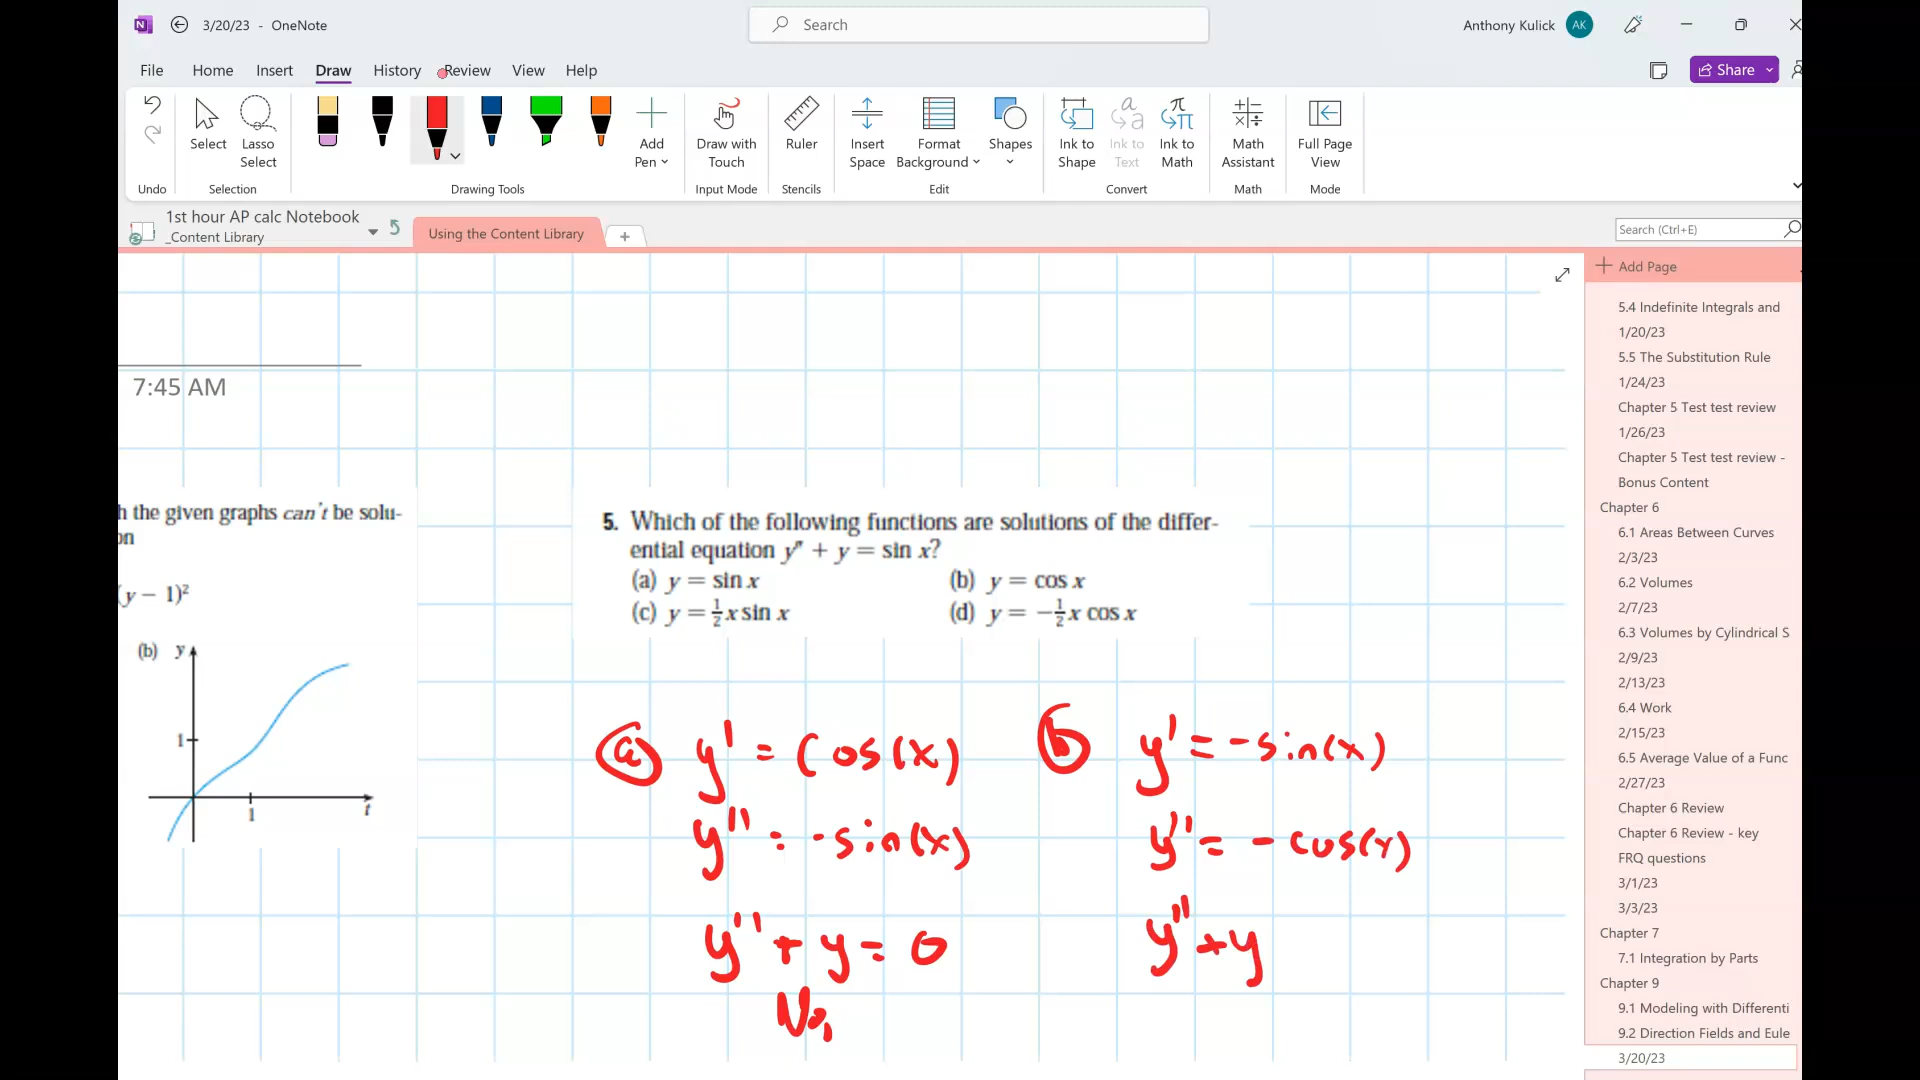 3/20/23 - OneNote
Search
Anthony Kulick
AK
File Home Insert Draw History Review View Help
Share
Undo
Select
Lasso Select
Selection
Drawing Tools
Add Pen
Draw with Touch
Input Mode
Ruler
Stencils
Insert Space
Format Background
Shapes
Edit
Ink to Shape
Ink to Text
Ink to Math
Convert
Math Assistant
Math
Full Page View
Mode
1st hour AP calc Notebook
_Content Library
Using the Content Library
Search (Ctrl+E)
Add Page
5.4 Indefinite Integrals and
1/20/23
5.5 The Substitution Rule
1/24/23
Chapter 5 Test test review
1/26/23
Chapter 5 Test test review -
Bonus Content
Chapter 6
6.1 Areas Between Curves
2/3/23
6.2 Volumes
2/7/23
6.3 Volumes by Cylindrical S
2/9/23
2/13/23
6.4 Work
2/15/23
6.5 Average Value of a Func
2/27/23
Chapter 6 Review
Chapter 6 Review - key
FRQ questions
3/1/23
3/3/23
Chapter 7
7.1 Integration by Parts
Chapter 9
9.1 Modeling with Differenti
9.2 Direction Fields and Eule
3/20/23
7:45 AM
h the given graphs can't be solu-
on
(y − 1)²
(b) y
1
1
t
5. Which of the following functions are solutions of the differ-
ential equation y″ + y = sin x?
(a) y = sin x (b) y = cos x
(c) y = ½x sin x (d) y = −½x cos x
(a) y' = Cos(x)
y'' = -sin(x)
y'' + y = 0
No,
(b) y' = -sin(x)
y'' = -cos(x)
y'' + y